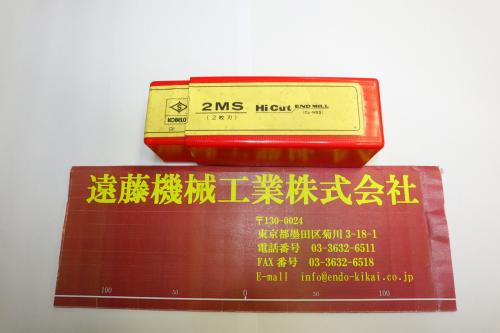 KOBELCO
2MS HiCut END MILL
(2枚刃) (Co-HSS)
遠藤機械工業株式会社
〒130-0024
東京都墨田区菊川3-18-1
電話番号 03-3632-6511
FAX番号 03-3632-6518
E-mail info@endo-kikai.co.jp
100 50 0 50 100